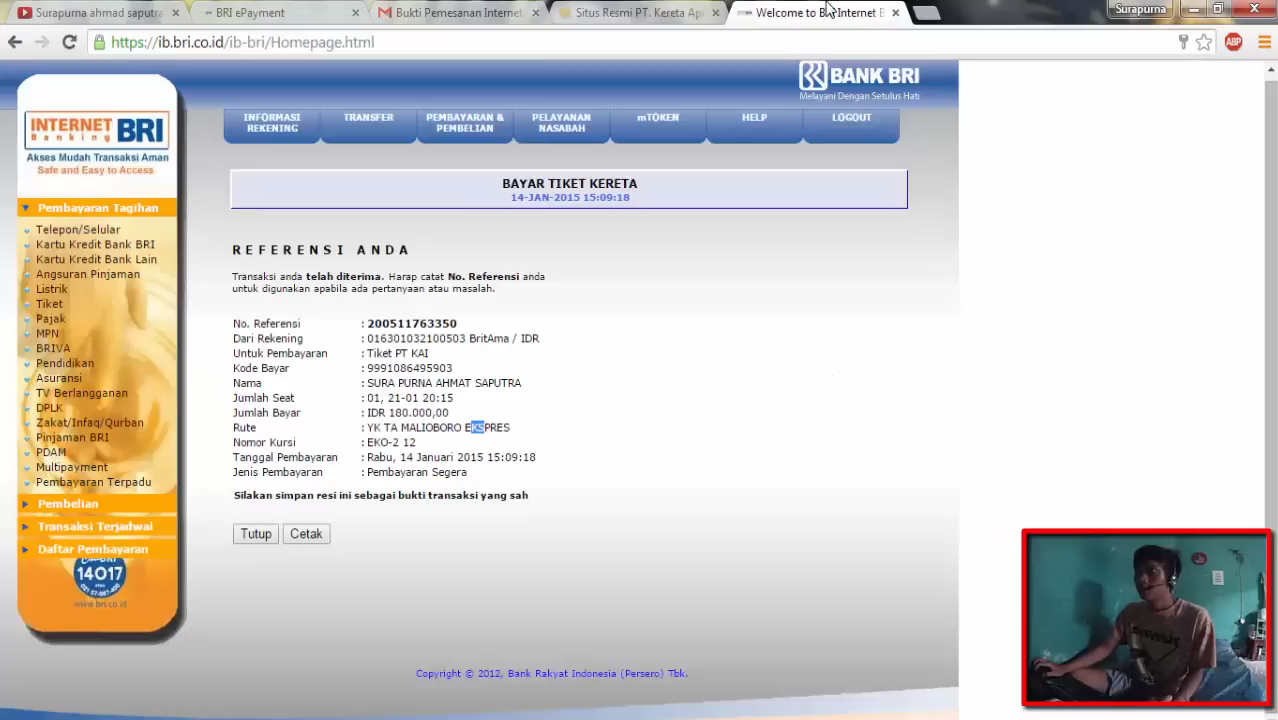 Surapurna ahmad saputra
BRI ePayment
Bukti Pemesanan Internet
Situs Resmi PT. Kereta Api
Welcome to BRI Internet B
Surapurna
https://ib.bri.co.id/ib-bri/Homepage.html
ABP
BANK BRI
Melayani Dengan Setulus Hati
INTERNET BRI
Banking
Akses Mudah Transaksi Aman
Safe and Easy to Access
INFORMASI
REKENING
TRANSFER
PEMBAYARAN &
PEMBELIAN
PELAYANAN
NASABAH
mTOKEN
HELP
LOGOUT
Pembayaran Tagihan
Telepon/Selular
Kartu Kredit Bank BRI
Kartu Kredit Bank Lain
Angsuran Pinjaman
Listrik
Tiket
Pajak
MPN
BRIVA
Pendidikan
Asuransi
TV Berlangganan
DPLK
Zakat/Infaq/Qurban
Pinjaman BRI
PDAM
Multipayment
Pembayaran Terpadu
Pembelian
Transaksi Terjadwal
Daftar Pembayaran
14017
www.bri.co.id
BAYAR TIKET KERETA
14-JAN-2015 15:09:18
REFERENSI ANDA
Transaksi anda telah diterima. Harap catat No. Referensi anda
untuk digunakan apabila ada pertanyaan atau masalah.
No. Referensi : 200511763350
Dari Rekening : 016301032100503 BritAma / IDR
Untuk Pembayaran : Tiket PT KAI
Kode Bayar : 9991086495903
Nama : SURA PURNA AHMAT SAPUTRA
Jumlah Seat : 01, 21-01 20:15
Jumlah Bayar : IDR 180.000,00
Rute : YK TA MALIOBORO EKSPRES
Nomor Kursi : EKO-2 12
Tanggal Pembayaran : Rabu, 14 Januari 2015 15:09:18
Jenis Pembayaran : Pembayaran Segera
Silakan simpan resi ini sebagai bukti transaksi yang sah
Tutup
Cetak
Copyright © 2012, Bank Rakyat Indonesia (Persero) Tbk.